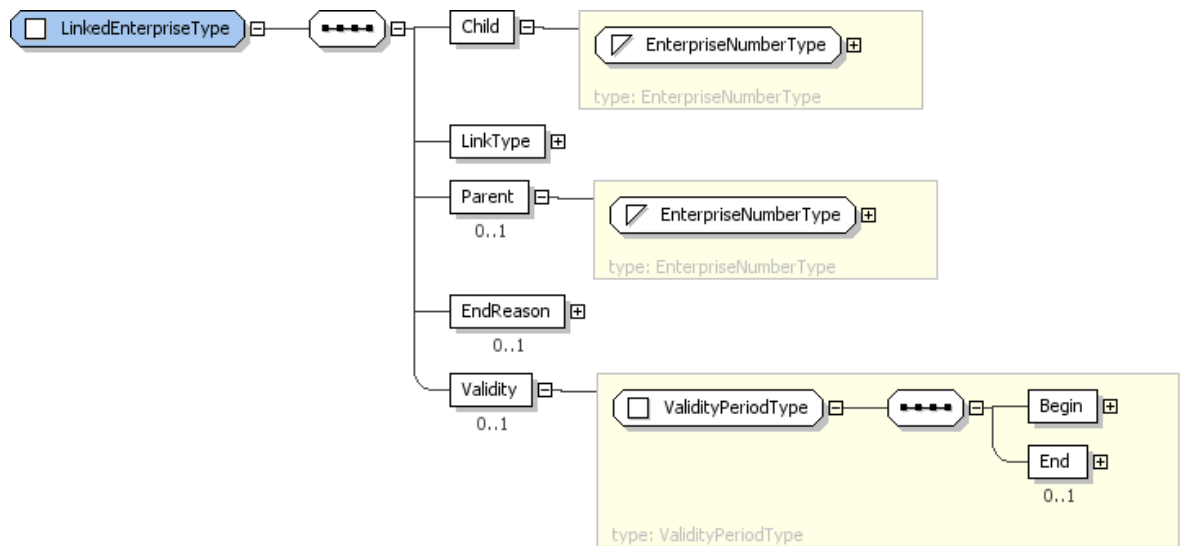 LinkedEnterpriseType
Child
EnterpriseNumberType
type: EnterpriseNumberType
LinkType
Parent
0..1
EnterpriseNumberType
type: EnterpriseNumberType
EndReason
0..1
Validity
0..1
ValidityPeriodType
Begin
End
0..1
type: ValidityPeriodType